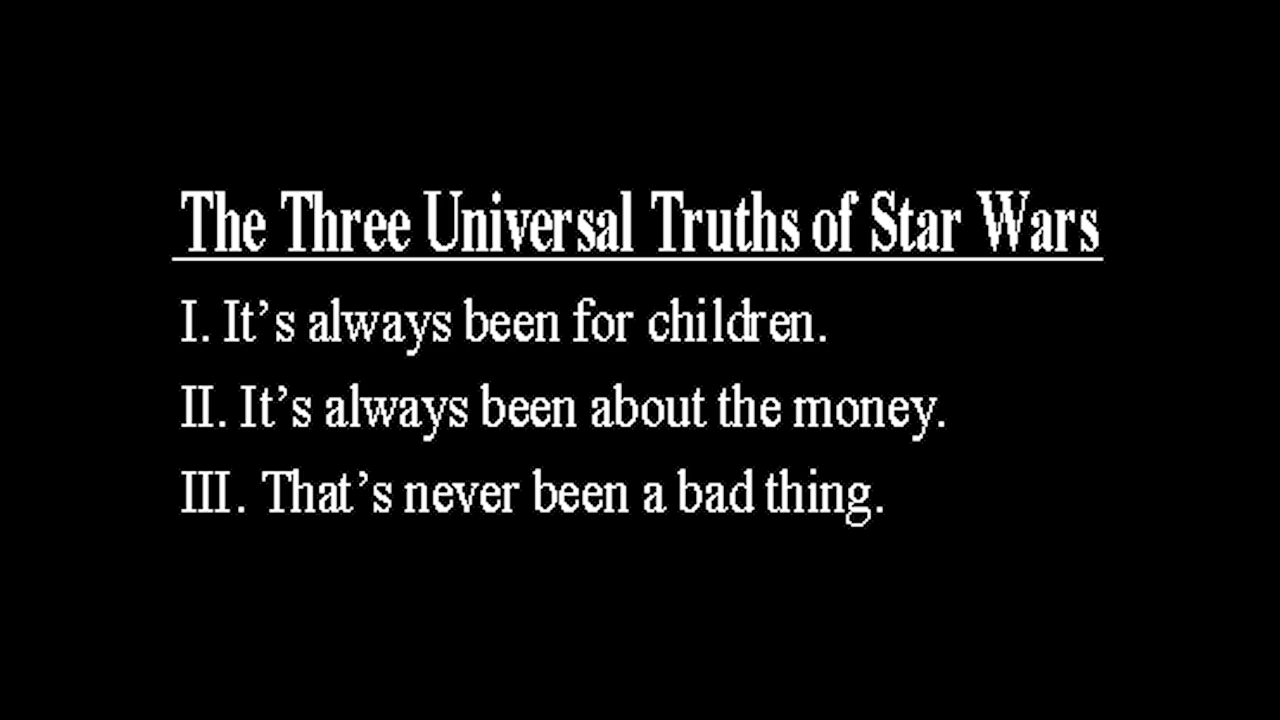 The Three Universal Truths of Star Wars
I. It’s always been for children.
II. It’s always been about the money.
III. That’s never been a bad thing.